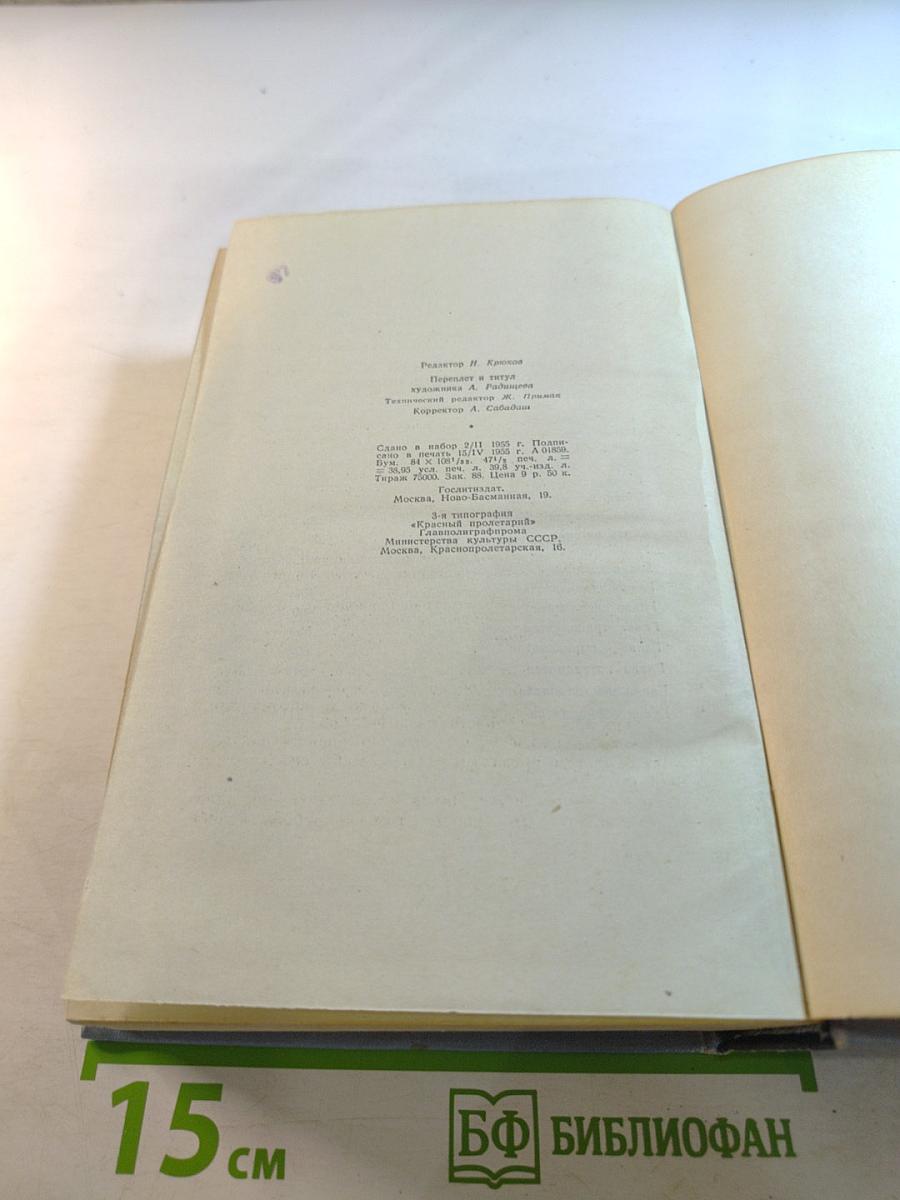 Редактор Н. Крюков
Переплет и титул
художника А. Радищева
Технический редактор Ж. Примак
Корректор А. Сабадаш
*
Сдано в набор 2/II 1955 г. Подпи-
сано в печать 15/IV 1955 г. А 01859.
Бум. 84 × 108¹/₃₂. 47¹/₂ печ. л. =
= 38,95 усл. печ. л. 39,8 уч.-изд. л.
Тираж 75000. Зак. 88. Цена 9 р. 50 к.
Гослитиздат.
Москва, Ново-Басманная, 19.
3-я типография
«Красный пролетарий»
Главполиграфпрома
Министерства культуры СССР.
Москва, Краснопролетарская, 16.
15 см
БФ БИБЛИОФАН